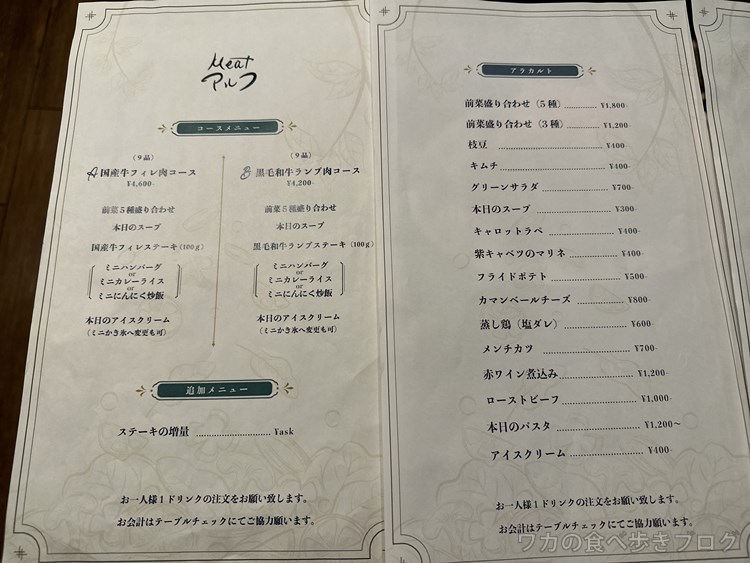 Meat
アルフ
コースメニュー
(9品)
A 国産牛フィレ肉コース
¥4,600-
前菜5種盛り合わせ
本日のスープ
国産牛フィレステーキ(100g)
ミニハンバーグ
or
ミニカレーライス
or
ミニにんにく炒飯
本日のアイスクリーム
(ミニかき氷へ変更も可)
(9品)
B 黒毛和牛ランプ肉コース
¥4,200-
前菜5種盛り合わせ
本日のスープ
黒毛和牛ランプステーキ(100g)
ミニハンバーグ
or
ミニカレーライス
or
ミニにんにく炒飯
本日のアイスクリーム
(ミニかき氷へ変更も可)
追加メニュー
ステーキの増量 ¥ask
お一人様1ドリンクの注文をお願い致します。
お会計はテーブルチェックにてご協力願います。
アラカルト
前菜盛り合わせ(5種) ¥1,800-
前菜盛り合わせ(3種) ¥1,200
枝豆 ¥400-
キムチ ¥400-
グリーンサラダ ¥700-
本日のスープ ¥300-
キャロットラペ ¥400-
紫キャベツのマリネ ¥400-
フライドポテト ¥500-
カマンベールチーズ ¥800-
蒸し鶏(塩ダレ) ¥600-
メンチカツ ¥700-
赤ワイン煮込み ¥1,200-
ローストビーフ ¥1,000-
本日のパスタ ¥1,200〜
アイスクリーム ¥400-
お一人様1ドリンクの注文をお願い致します。
お会計はテーブルチェックにてご協力願います。
ワカの食べ歩きブログ